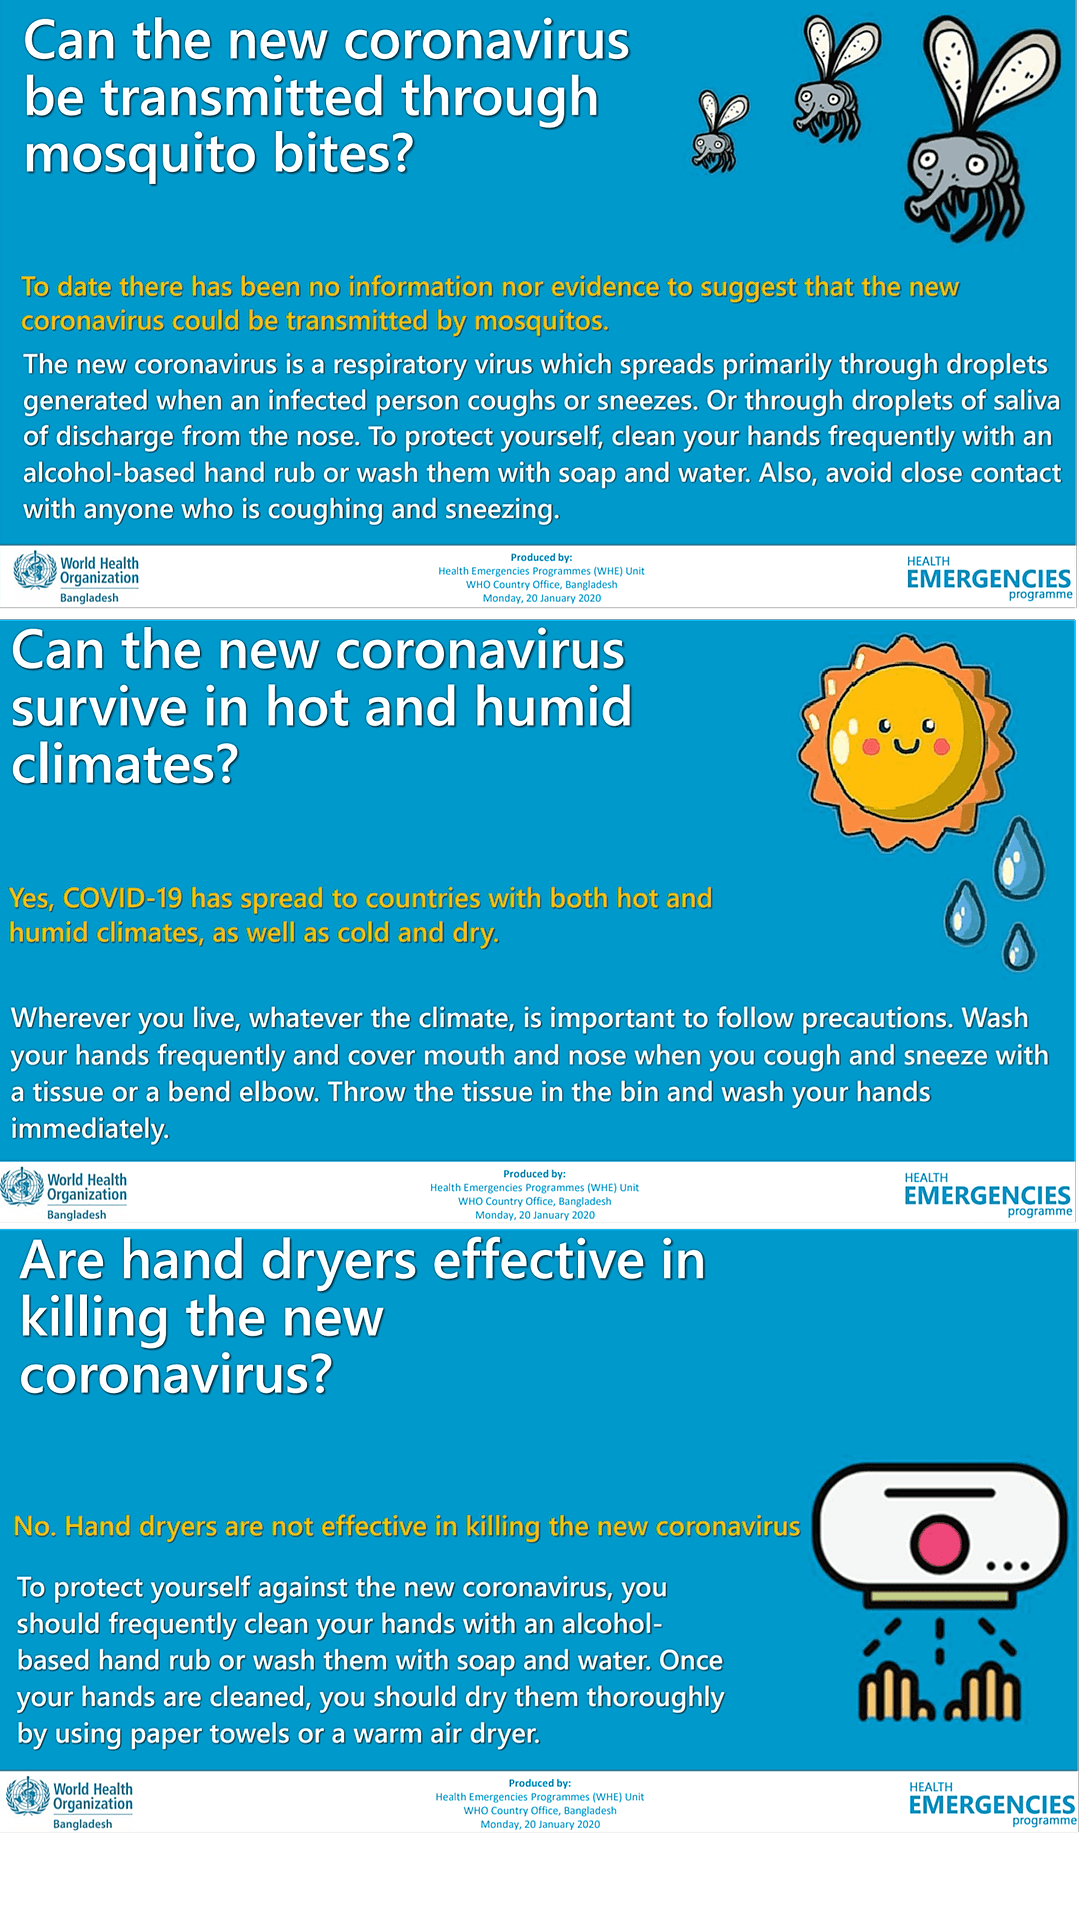 Can the new coronavirus
be transmitted through
mosquito bites?
To date there has been no information nor evidence to suggest that the new
coronavirus could be transmitted by mosquitos.
The new coronavirus is a respiratory virus which spreads primarily through droplets
generated when an infected person coughs or sneezes. Or through droplets of saliva
of discharge from the nose. To protect yourself, clean your hands frequently with an
alcohol-based hand rub or wash them with soap and water. Also, avoid close contact
with anyone who is coughing and sneezing.
World Health
Organization
Bangladesh
Produced by:
Health Emergencies Programmes (WHE) Unit
WHO Country Office, Bangladesh
Monday, 20 January 2020
HEALTH
EMERGENCIES
programme
Can the new coronavirus
survive in hot and humid
climates?
Yes, COVID-19 has spread to countries with both hot and
humid climates, as well as cold and dry.
Wherever you live, whatever the climate, is important to follow precautions. Wash
your hands frequently and cover mouth and nose when you cough and sneeze with
a tissue or a bend elbow. Throw the tissue in the bin and wash your hands
immediately.
World Health
Organization
Bangladesh
Produced by:
Health Emergencies Programmes (WHE) Unit
WHO Country Office, Bangladesh
Monday, 20 January 2020
HEALTH
EMERGENCIES
programme
Are hand dryers effective in
killing the new
coronavirus?
No. Hand dryers are not effective in killing the new coronavirus
To protect yourself against the new coronavirus, you
should frequently clean your hands with an alcohol-
based hand rub or wash them with soap and water. Once
your hands are cleaned, you should dry them thoroughly
by using paper towels or a warm air dryer.
World Health
Organization
Bangladesh
Produced by:
Health Emergencies Programmes (WHE) Unit
WHO Country Office, Bangladesh
Monday, 20 January 2020
HEALTH
EMERGENCIES
programme